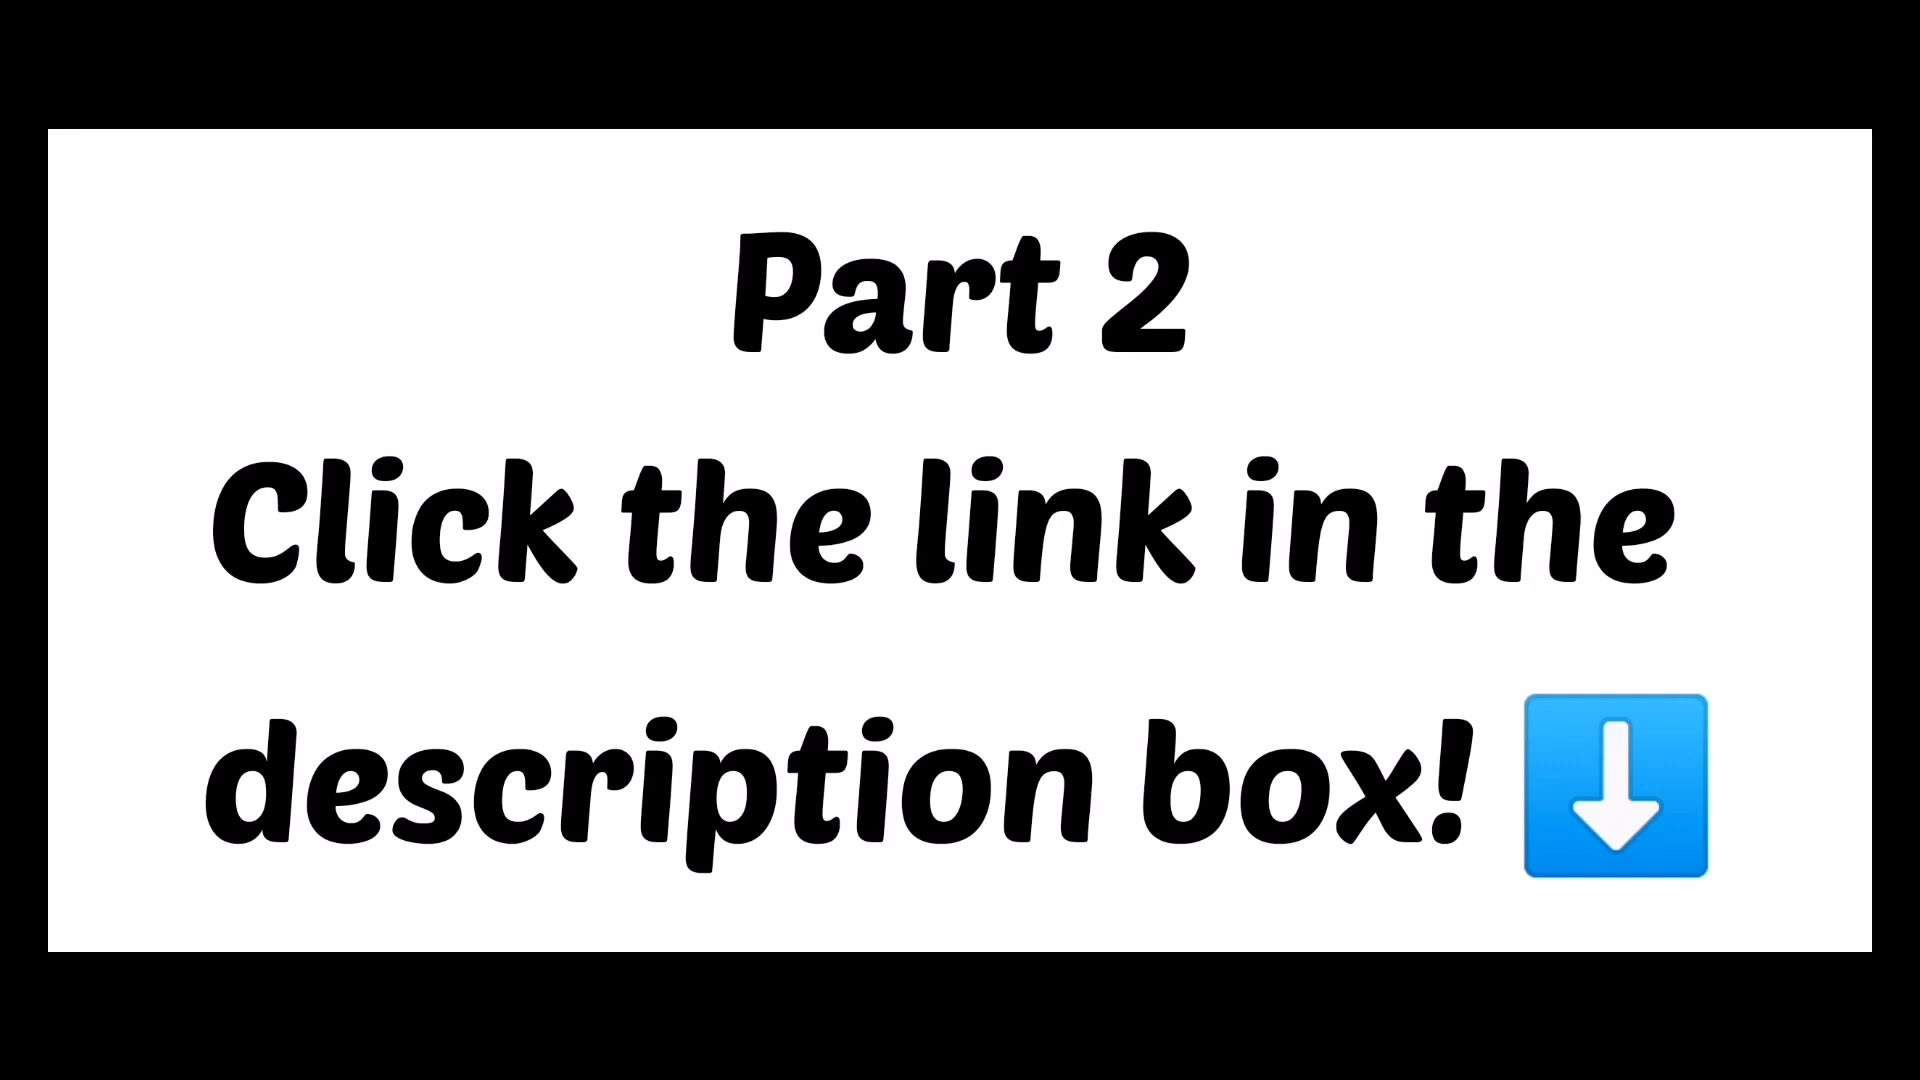 Part 2
Click the link in the
description box! ⬇️